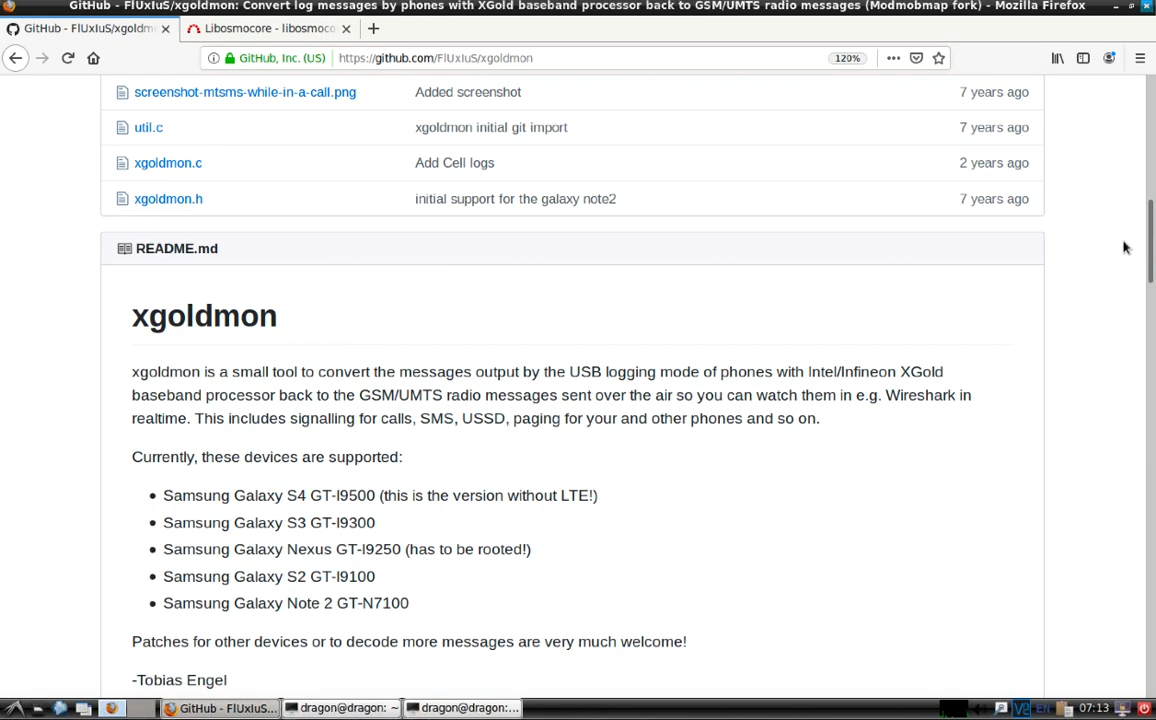 GitHub - FlUxIuS/xgoldmon: Convert log messages by phones with XGold baseband processor back to GSM/UMTS radio messages (Modmobmap fork) - Mozilla Firefox
GitHub - FlUxIuS/xgoldm
Libosmocore - libosmoco
GitHub, Inc. (US)
https://github.com/FlUxIuS/xgoldmon
120%
screenshot-mtsms-while-in-a-call.png Added screenshot 7 years ago
util.c xgoldmon initial git import 7 years ago
xgoldmon.c Add Cell logs 2 years ago
xgoldmon.h initial support for the galaxy note2 7 years ago
README.md
xgoldmon
xgoldmon is a small tool to convert the messages output by the USB logging mode of phones with Intel/Infineon XGold
baseband processor back to the GSM/UMTS radio messages sent over the air so you can watch them in e.g. Wireshark in
realtime. This includes signalling for calls, SMS, USSD, paging for your and other phones and so on.
Currently, these devices are supported:
• Samsung Galaxy S4 GT-I9500 (this is the version without LTE!)
• Samsung Galaxy S3 GT-I9300
• Samsung Galaxy Nexus GT-I9250 (has to be rooted!)
• Samsung Galaxy S2 GT-I9100
• Samsung Galaxy Note 2 GT-N7100
Patches for other devices or to decode more messages are very much welcome!
-Tobias Engel
GitHub - FlUxIuS... dragon@dragon: ~ dragon@dragon:... EN 07:13